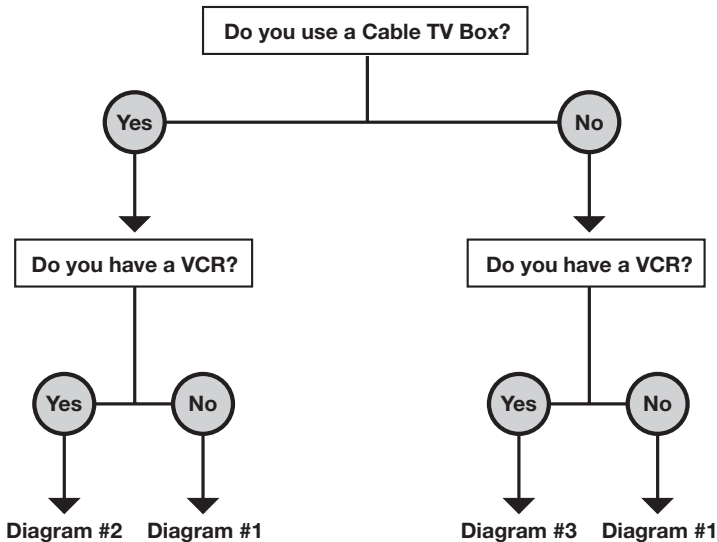 Do you use a Cable TV Box?
Yes
No
Do you have a VCR?
Do you have a VCR?
Yes
No
Yes
No
Diagram #2
Diagram #1
Diagram #3
Diagram #1